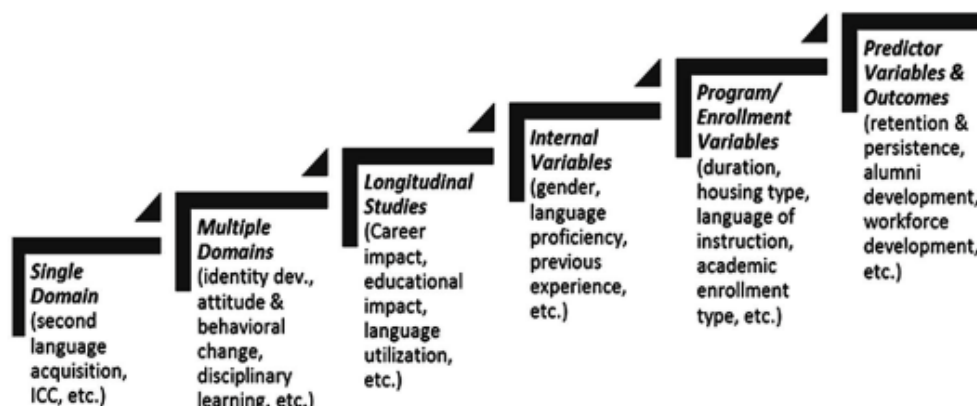 Single
Domain
(second
language
acquisition,
ICC, etc.)
Multiple
Domains
(identity dev.,
attitude &
behavioral
change,
disciplinary
learning, etc.)
Longitudinal
Studies
(Career
impact,
educational
impact,
language
utilization,
etc.)
Internal
Variables
(gender,
language
proficiency,
previous
experience,
etc.)
Program/
Enrollment
Variables
(duration,
housing type,
language of
instruction,
academic
enrollment
type, etc.)
Predictor
Variables &
Outcomes
(retention &
persistence,
alumni
development,
workforce
development,
etc.)